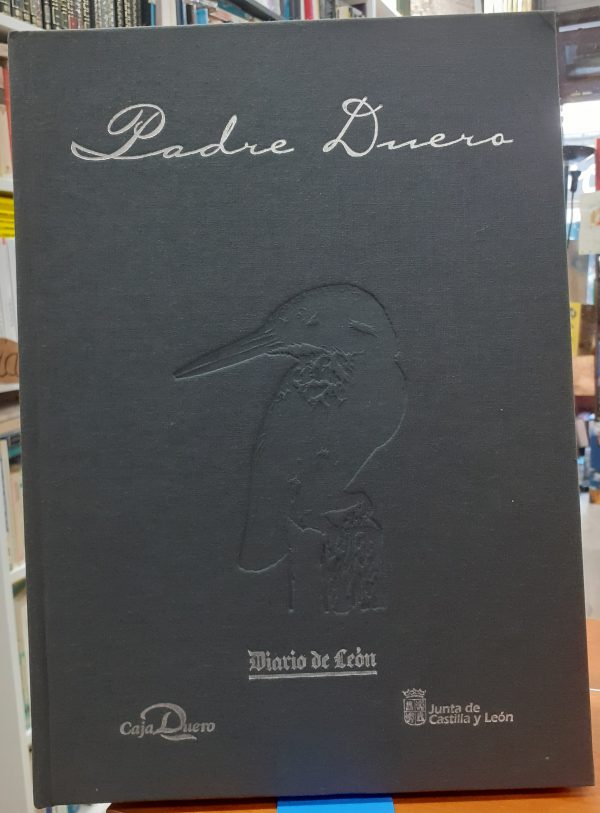 Padre Duero
Diario de León
Caja Duero
Junta de
Castilla y León